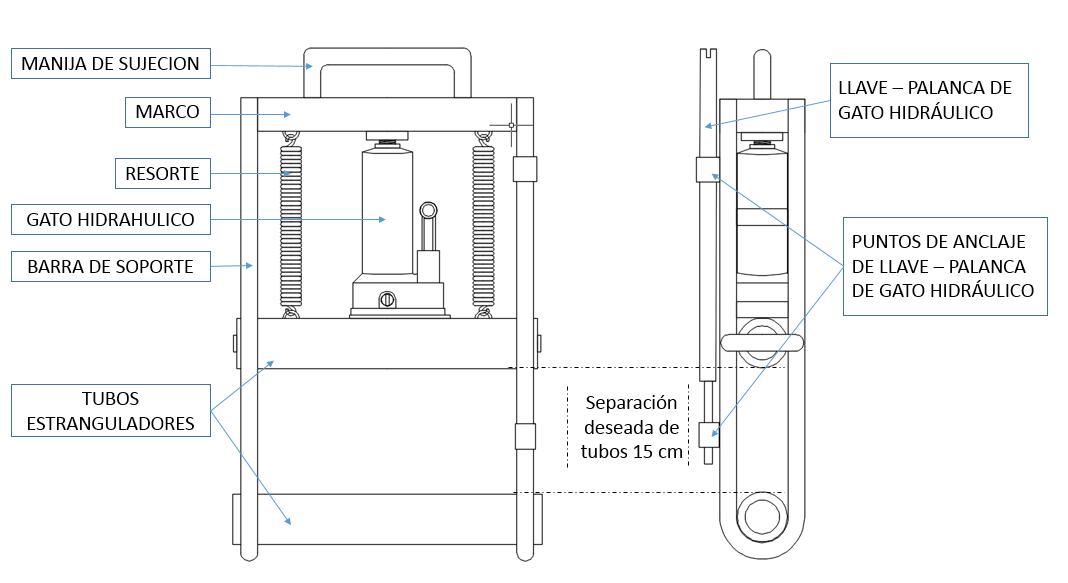 MANIJA DE SUJECION
MARCO
RESORTE
GATO HIDRAHULICO
BARRA DE SOPORTE
TUBOS
ESTRANGULADORES
Separación
deseada de
tubos 15 cm
LLAVE – PALANCA DE
GATO HIDRÁULICO
PUNTOS DE ANCLAJE
DE LLAVE – PALANCA
DE GATO HIDRÁULICO